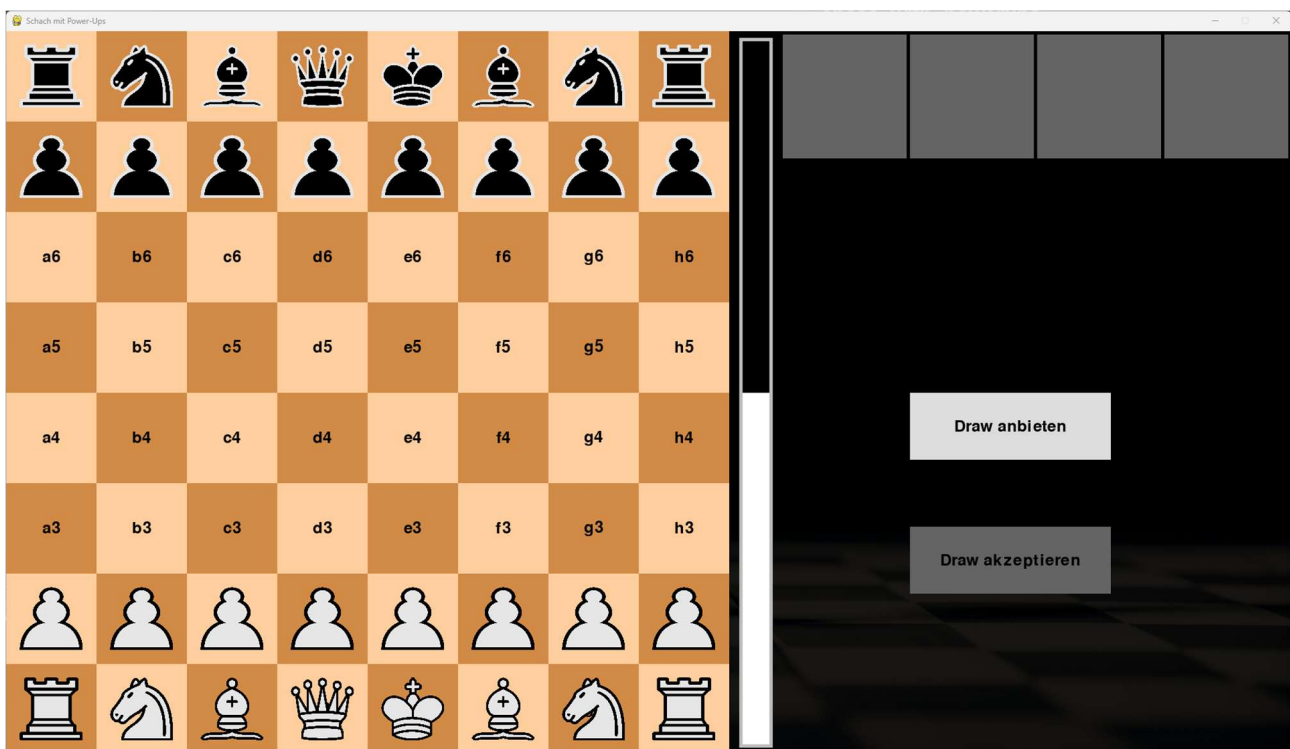 Schach mit Power-Ups
a6 b6 c6 d6 e6 f6 g6 h6
a5 b5 c5 d5 e5 f5 g5 h5
a4 b4 c4 d4 e4 f4 g4 h4
Draw anbieten
a3 b3 c3 d3 e3 f3 g3 h3
Draw akzeptieren